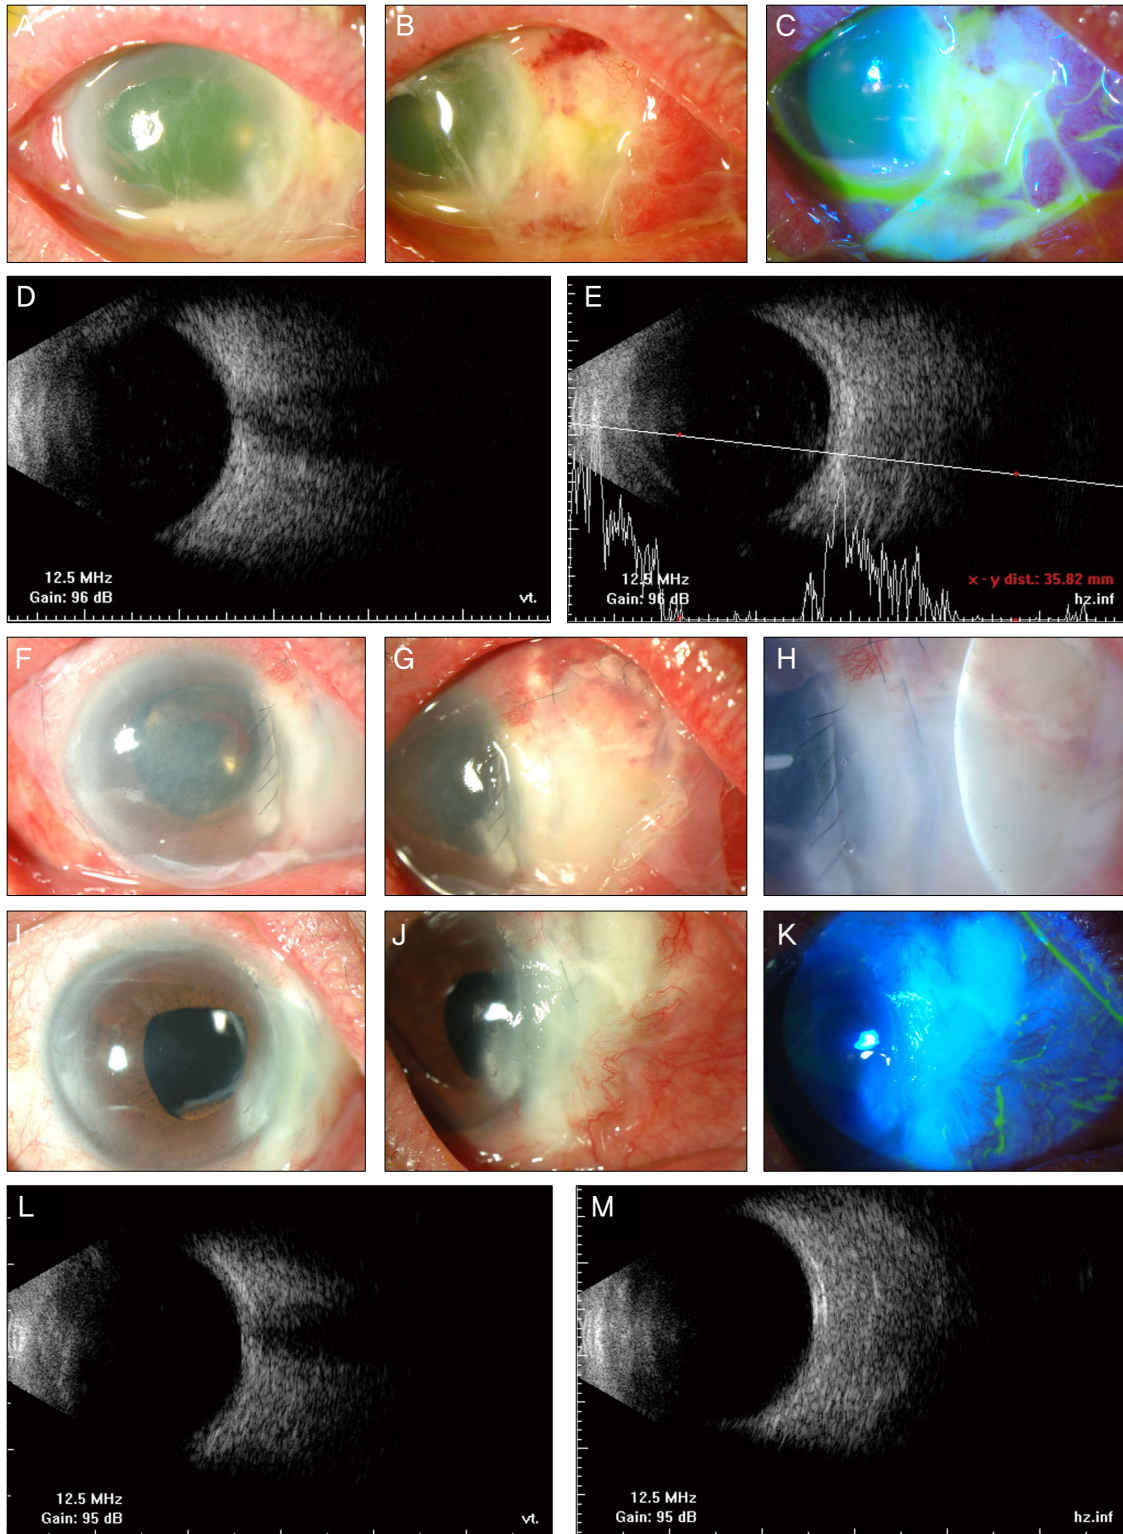 A
B
C
D
12.5 MHz
Gain: 96 dB
vt.
E
12.5 MHz
Gain: 96 dB
x - y dist.: 35.82 mm
hz.inf
F
G
H
I
J
K
L
12.5 MHz
Gain: 95 dB
vt.
M
12.5 MHz
Gain: 95 dB
hz.inf